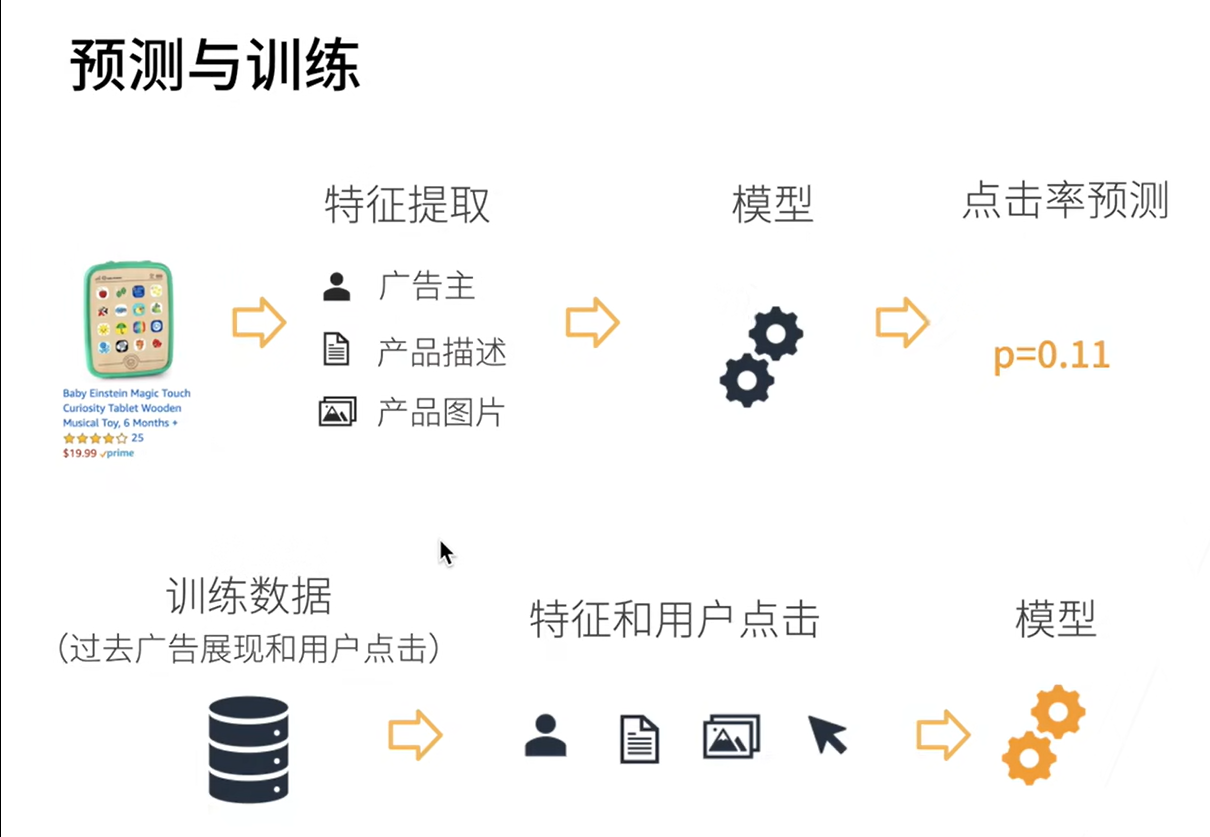 预测与训练
特征提取
模型
点击率预测
广告主
产品描述
产品图片
p=0.11
Baby Einstein Magic Touch
Curiosity Tablet Wooden
Musical Toy, 6 Months +
25
$19.99 prime
训练数据
(过去广告展现和用户点击)
特征和用户点击
模型